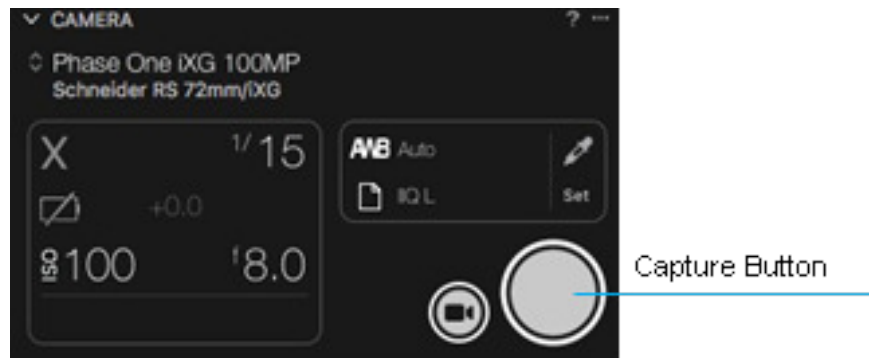 CAMERA ? ...
Phase One iXG 100MP
Schneider RS 72mm/iXG
X 1/15
AWB Auto
+0.0
IIQ L Set
ISO 100 f8.0
Capture Button